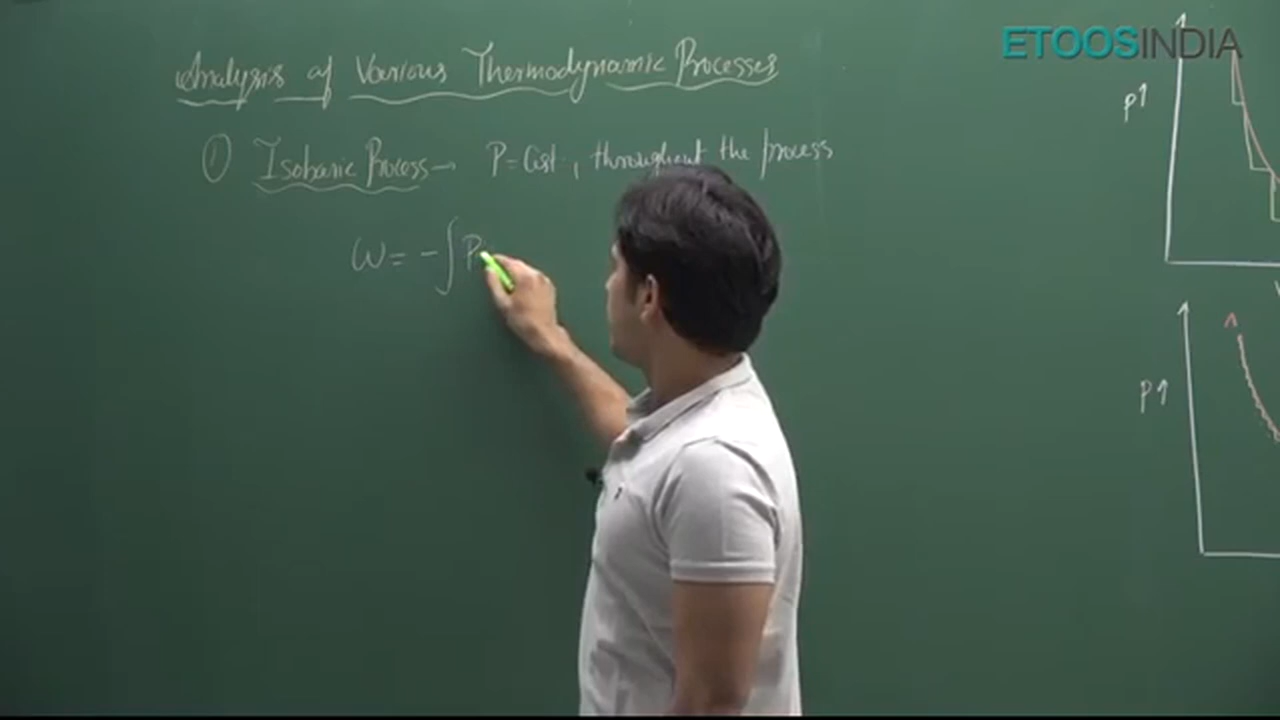 ETOOSINDIA
Analysis of Various Thermodynamic Processes
① Isobaric Process → P = Cst., throughout the process
W = - ∫ P
P↑
P↑